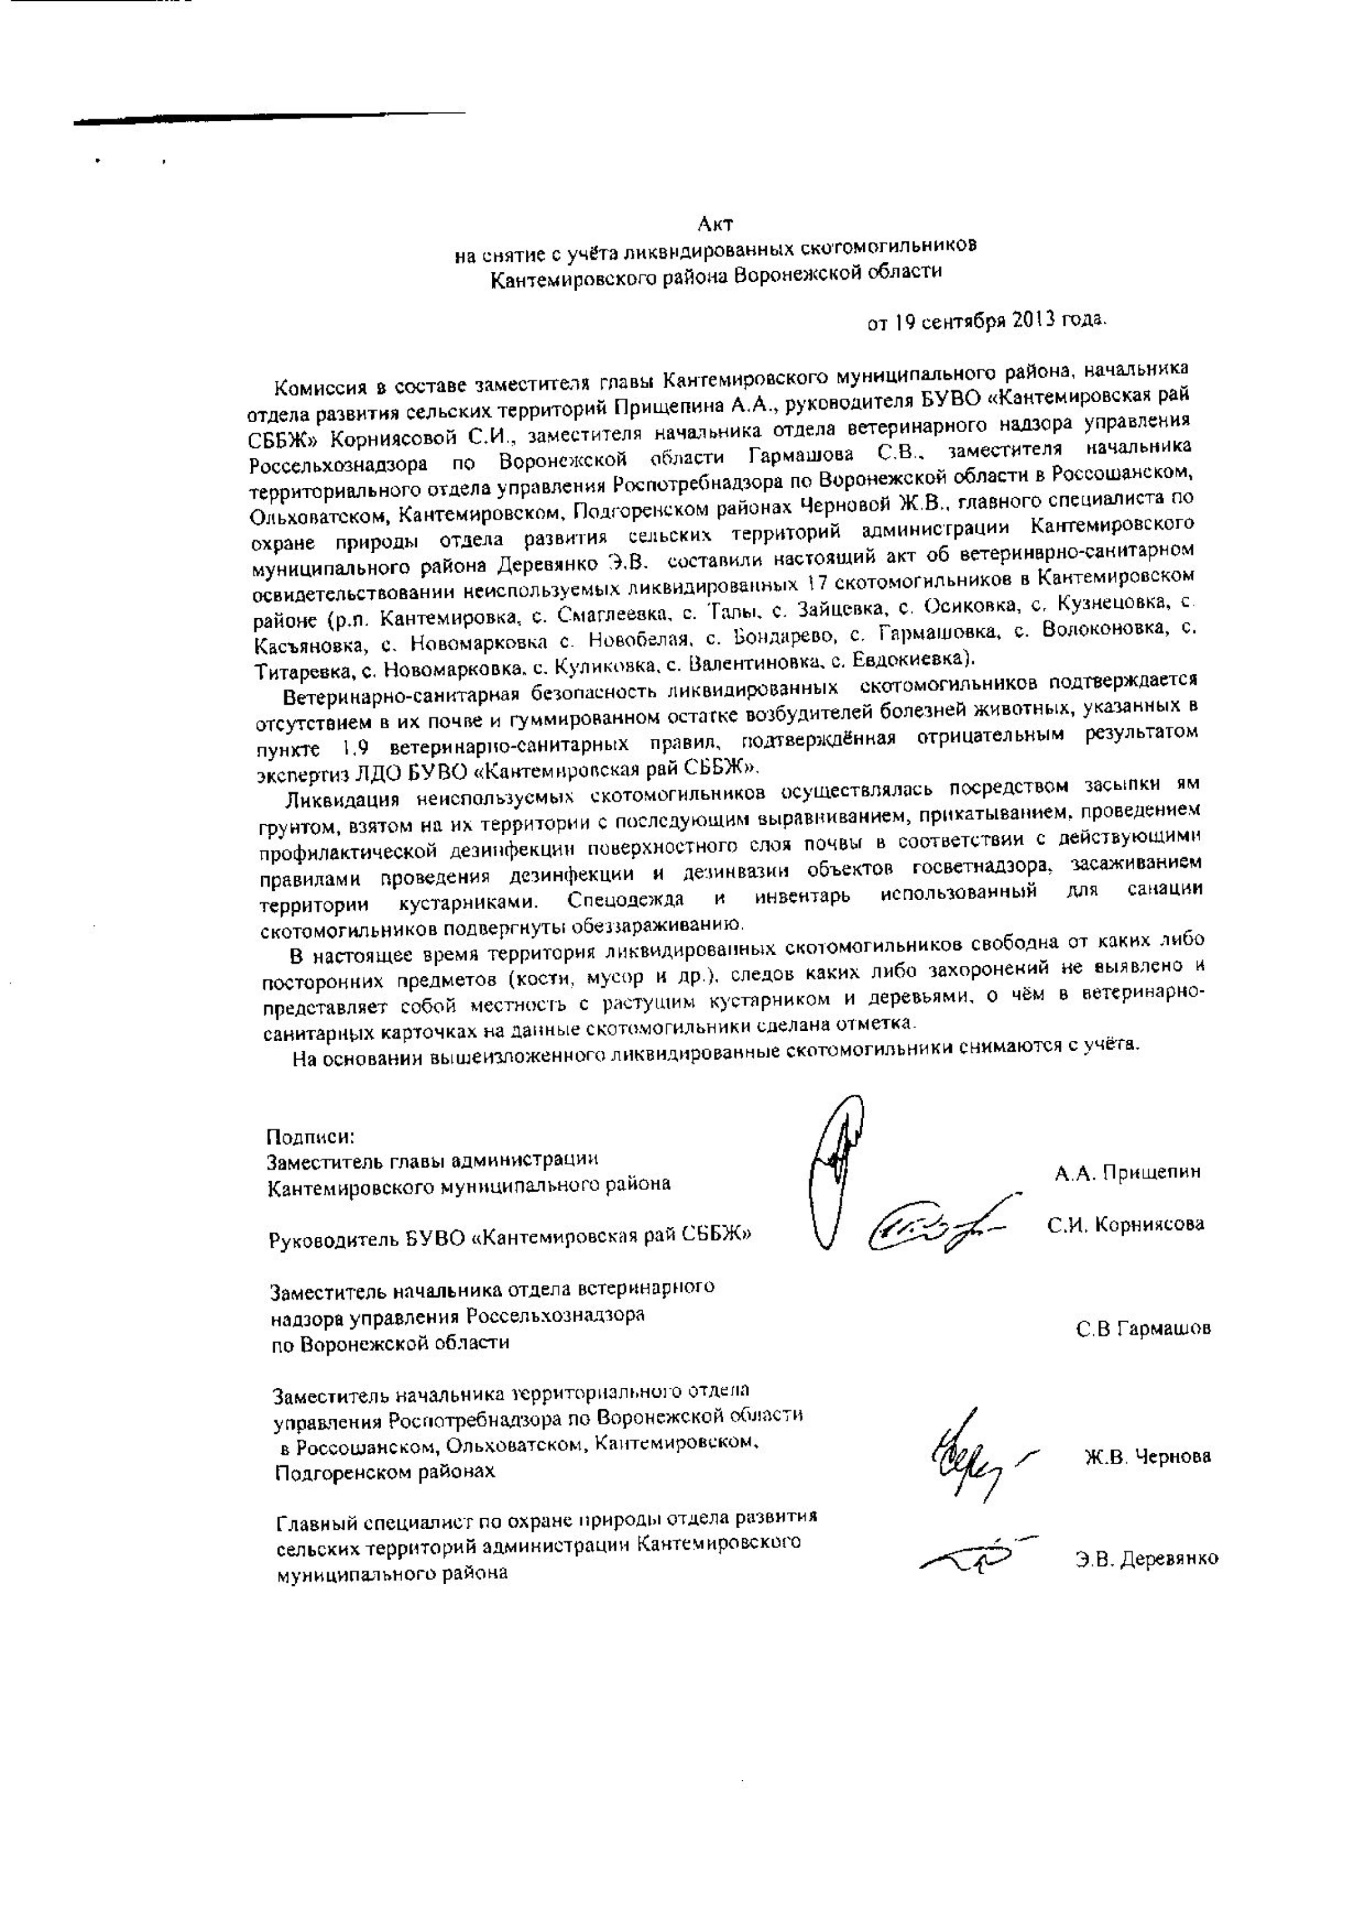 Акт
на снятие с учёта ликвидированных скотомогильников
Кантемировского района Воронежской области
от 19 сентября 2013 года.
Комиссия в составе заместителя главы Кантемировского муниципального района, начальника
отдела развития сельских территорий Прищепина А.А., руководителя БУВО «Кантемировская рай
СББЖ» Корниясовой С.И., заместителя начальника отдела ветеринарного надзора управления
Россельхознадзора по Воронежской области Гармашова С.В., заместителя начальника
территориального отдела управления Роспотребнадзора по Воронежской области в Россошанском,
Ольховатском, Кантемировском, Подгоренском районах Черновой Ж.В., главного специалиста по
охране природы отдела развития сельских территорий администрации Кантемировского
муниципального района Деревянко Э.В. составили настоящий акт об ветеринарно-санитарном
освидетельствовании неиспользуемых ликвидированных 17 скотомогильников в Кантемировском
районе (р.п. Кантемировка, с. Смаглеевка, с. Талы, с. Зайцевка, с. Осиковка, с. Кузнецовка, с.
Касъяновка, с. Новомарковка с. Новобелая, с. Бондарево, с. Гармашовка, с. Волоконовка, с.
Титаревка, с. Новомарковка, с. Куликовка, с. Валентиновка, с. Евдокиевка).
Ветеринарно-санитарная безопасность ликвидированных скотомогильников подтверждается
отсутствием в их почве и гуммированном остатке возбудителей болезней животных, указанных в
пункте 1.9 ветеринарно-санитарных правил, подтверждённая отрицательным результатом
экспертиз ЛДО БУВО «Кантемировская рай СББЖ».
Ликвидация неиспользуемых скотомогильников осуществлялась посредством засыпки ям
грунтом, взятом на их территории с последующим выравниванием, прикатыванием, проведением
профилактической дезинфекции поверхностного слоя почвы в соответствии с действующими
правилами проведения дезинфекции и дезинвазии объектов госветнадзора, засаживанием
территории кустарниками. Спецодежда и инвентарь использованный для санации
скотомогильников подвергнуты обеззараживанию.
В настоящее время территория ликвидированных скотомогильников свободна от каких либо
посторонних предметов (кости, мусор и др.), следов каких либо захоронений не выявлено и
представляет собой местность с растущим кустарником и деревьями, о чём в ветеринарно-
санитарных карточках на данные скотомогильники сделана отметка.
На основании вышеизложенного ликвидированные скотомогильники снимаются с учёта.
Подписи:
Заместитель главы администрации
Кантемировского муниципального района А.А. Прищепин
Руководитель БУВО «Кантемировская рай СББЖ» С.И. Корниясова
Заместитель начальника отдела ветеринарного
надзора управления Россельхознадзора
по Воронежской области С.В Гармашов
Заместитель начальника территориального отдела
управления Роспотребнадзора по Воронежской области
в Россошанском, Ольховатском, Кантемировском,
Подгоренском районах Ж.В. Чернова
Главный специалист по охране природы отдела развития
сельских территорий администрации Кантемировского
муниципального района Э.В. Деревянко